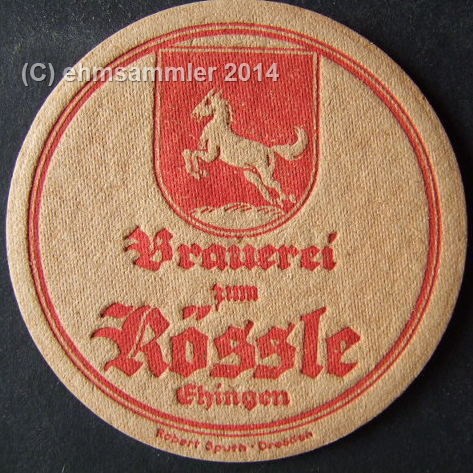 (C) ehmsammler 2014
Brauerei
zum
Rössle
Ehingen
Robert Sputh · Dresden